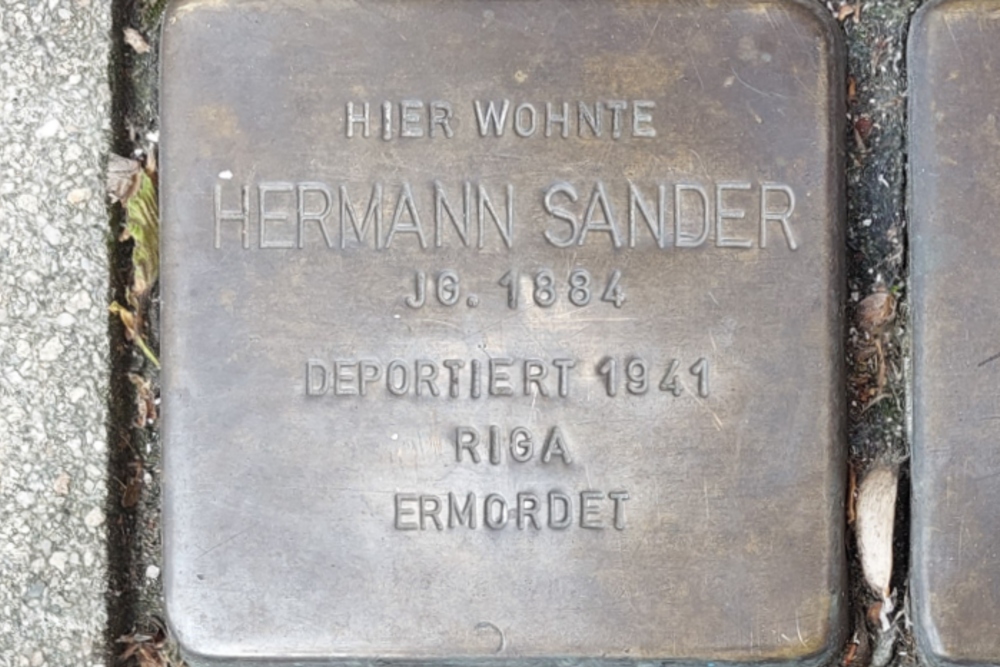 HIER WOHNTE
HERMANN SANDER
JG. 1884
DEPORTIERT 1941
RIGA
ERMORDET